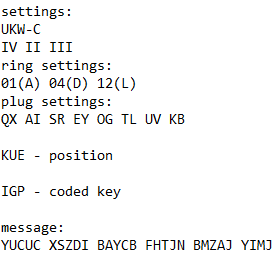 settings:
UKW-C
IV II III
ring settings:
01(A) 04(D) 12(L)
plug settings:
QX AI SR EY OG TL UV KB
KUE - position
IGP - coded key
message:
YUCUC XSZDI BAYCB FHTJN BMZAJ YIMJ